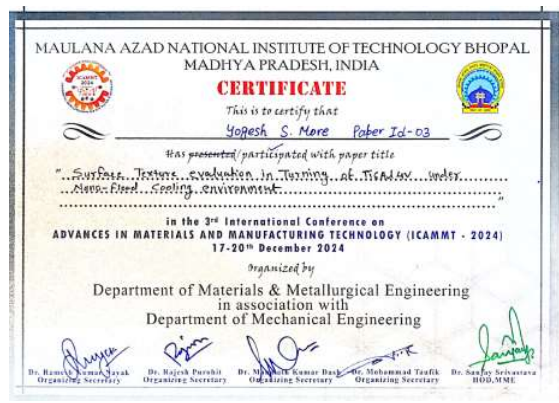 MAULANA AZAD NATIONAL INSTITUTE OF TECHNOLOGY BHOPAL
MADHYA PRADESH, INDIA
ICAMMT
2024
CERTIFICATE
This is to certify that
Yogesh S. More Paper Id-03
Has presented/participated with paper title
" Surface Texture evaluation in Turning of Ti6Al4V under
Nano-Fluid Cooling environment "
in the 3rd International Conference on
ADVANCES IN MATERIALS AND MANUFACTURING TECHNOLOGY (ICAMMT - 2024)
17-20th December 2024
Organized by
Department of Materials & Metallurgical Engineering
in association with
Department of Mechanical Engineering
Dr. Ramesh Kumar Nayak Dr. Rajesh Purohit Dr. Kumar Dash Dr. Mohammad Taufik Dr. Sanjay Srivastava
Organizing Secretary Organizing Secretary Organizing Secretary Organizing Secretary HOD,MME